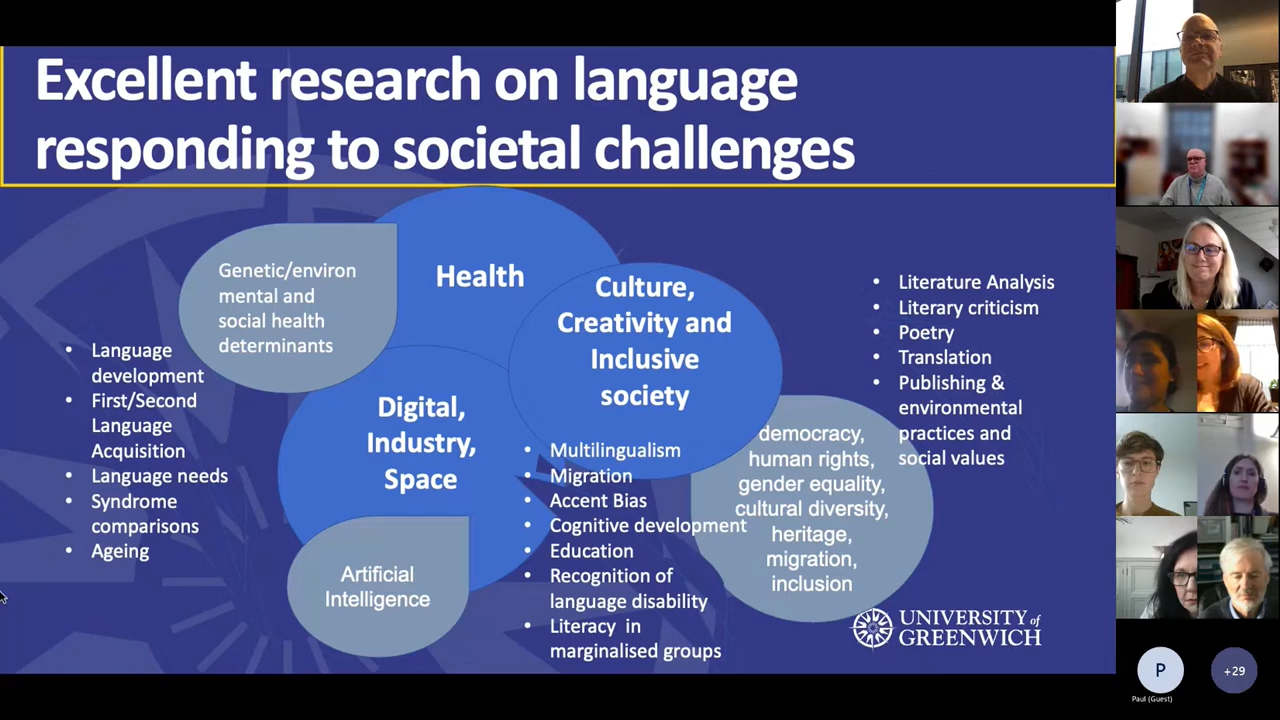 Excellent research on language
responding to societal challenges
Genetic/environ
mental and
social health
determinants
Health
Culture,
Creativity and
Inclusive
society
Digital,
Industry,
Space
Artificial
Intelligence
• Language
development
• First/Second
Language
Acquisition
• Language needs
• Syndrome
comparisons
• Ageing
• Multilingualism
• Migration
• Accent Bias
• Cognitive development
• Education
• Recognition of
language disability
• Literacy in
marginalised groups
democracy,
human rights,
gender equality,
cultural diversity,
heritage,
migration,
inclusion
• Literature Analysis
• Literary criticism
• Poetry
• Translation
• Publishing &
environmental
practices and
social values
UNIVERSITY of
GREENWICH
P
Paul (Guest)
+29